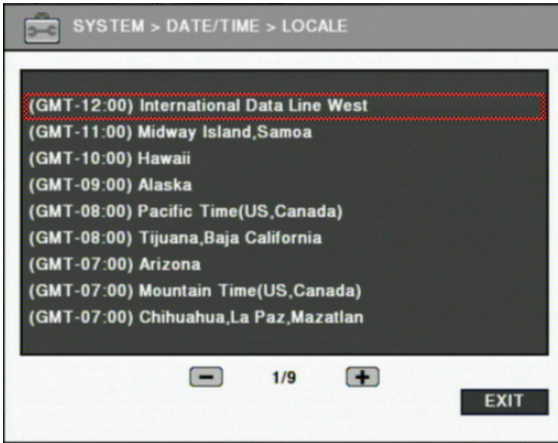 SYSTEM > DATE/TIME > LOCALE
(GMT-12:00) International Data Line West
(GMT-11:00) Midway Island,Samoa
(GMT-10:00) Hawaii
(GMT-09:00) Alaska
(GMT-08:00) Pacific Time(US,Canada)
(GMT-08:00) Tijuana,Baja California
(GMT-07:00) Arizona
(GMT-07:00) Mountain Time(US,Canada)
(GMT-07:00) Chihuahua,La Paz,Mazatlan
− 1/9 +
EXIT